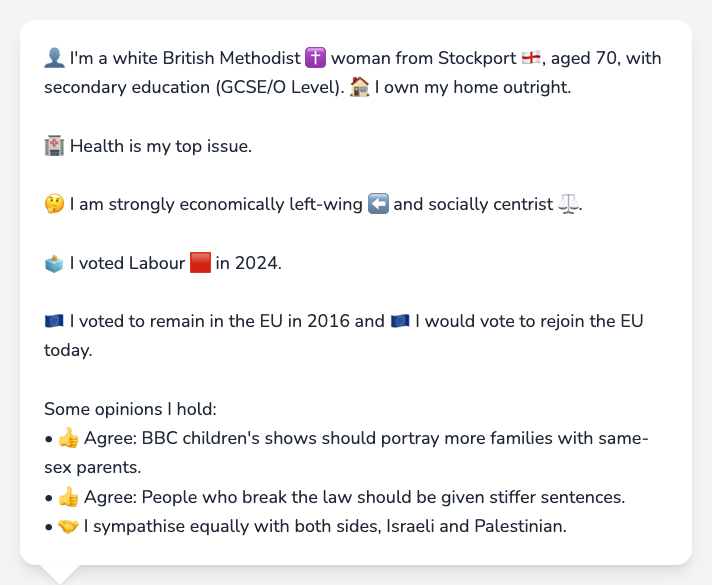 👤 I'm a white British Methodist ✝️ woman from Stockport 🏴󠁧󠁢󠁥󠁮󠁧󠁿, aged 70, with
secondary education (GCSE/O Level). 🏠 I own my home outright.
🏥 Health is my top issue.
🤔 I am strongly economically left-wing ⬅️ and socially centrist ⚖️.
🗳️ I voted Labour 🟥 in 2024.
🇪🇺 I voted to remain in the EU in 2016 and 🇪🇺 I would vote to rejoin the EU
today.
Some opinions I hold:
• 👍 Agree: BBC children's shows should portray more families with same-
sex parents.
• 👍 Agree: People who break the law should be given stiffer sentences.
• 🤝 I sympathise equally with both sides, Israeli and Palestinian.